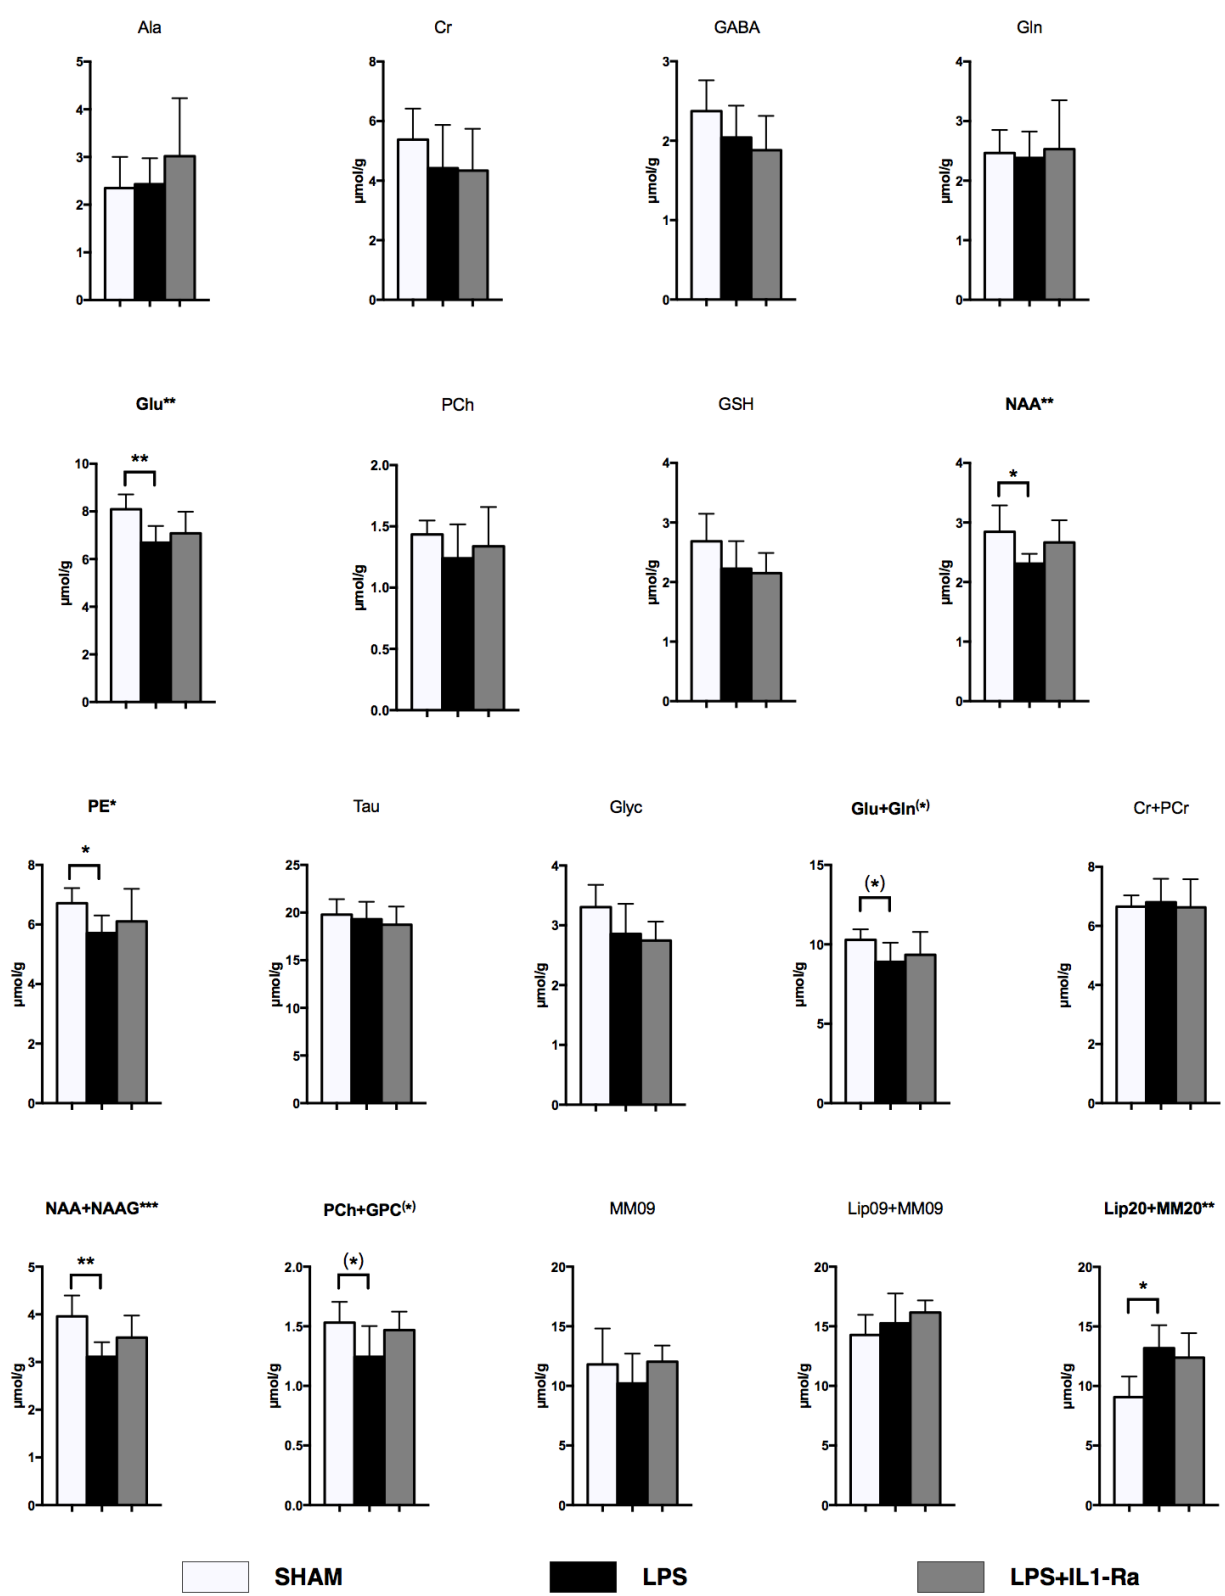 Ala Cr GABA Gln
5 4 3 2 1 0
8 6 4 2 0 µmol/g
3 2 1 0 µmol/g
4 3 2 1 0 µmol/g
Glu** PCh GSH NAA**
10 8 6 4 2 0 µmol/g **
2.0 1.5 1.0 0.5 0.0 µmol/g
4 3 2 1 0 µmol/g
4 3 2 1 0 µmol/g *
PE* Tau Glyc Glu+Gln(*) Cr+PCr
8 6 4 2 0 µmol/g *
25 20 15 10 5 0 µmol/g
4 3 2 1 0 µmol/g
15 10 5 0 µmol/g (*)
8 6 4 2 0 µmol/g
NAA+NAAG*** PCh+GPC(*) MM09 Lip09+MM09 Lip20+MM20**
5 4 3 2 1 0 µmol/g **
2.0 1.5 1.0 0.5 0.0 µmol/g (*)
20 15 10 5 0 µmol/g
20 15 10 5 0 µmol/g
20 15 10 5 0 µmol/g *
SHAM LPS LPS+IL1-Ra